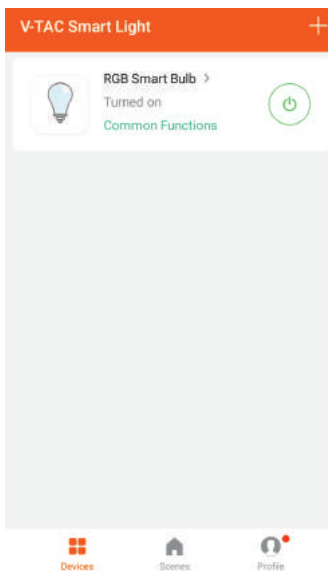 V-TAC Smart Light
RGB Smart Bulb
Turned on
Common Functions
Devices
Scenes
Profile